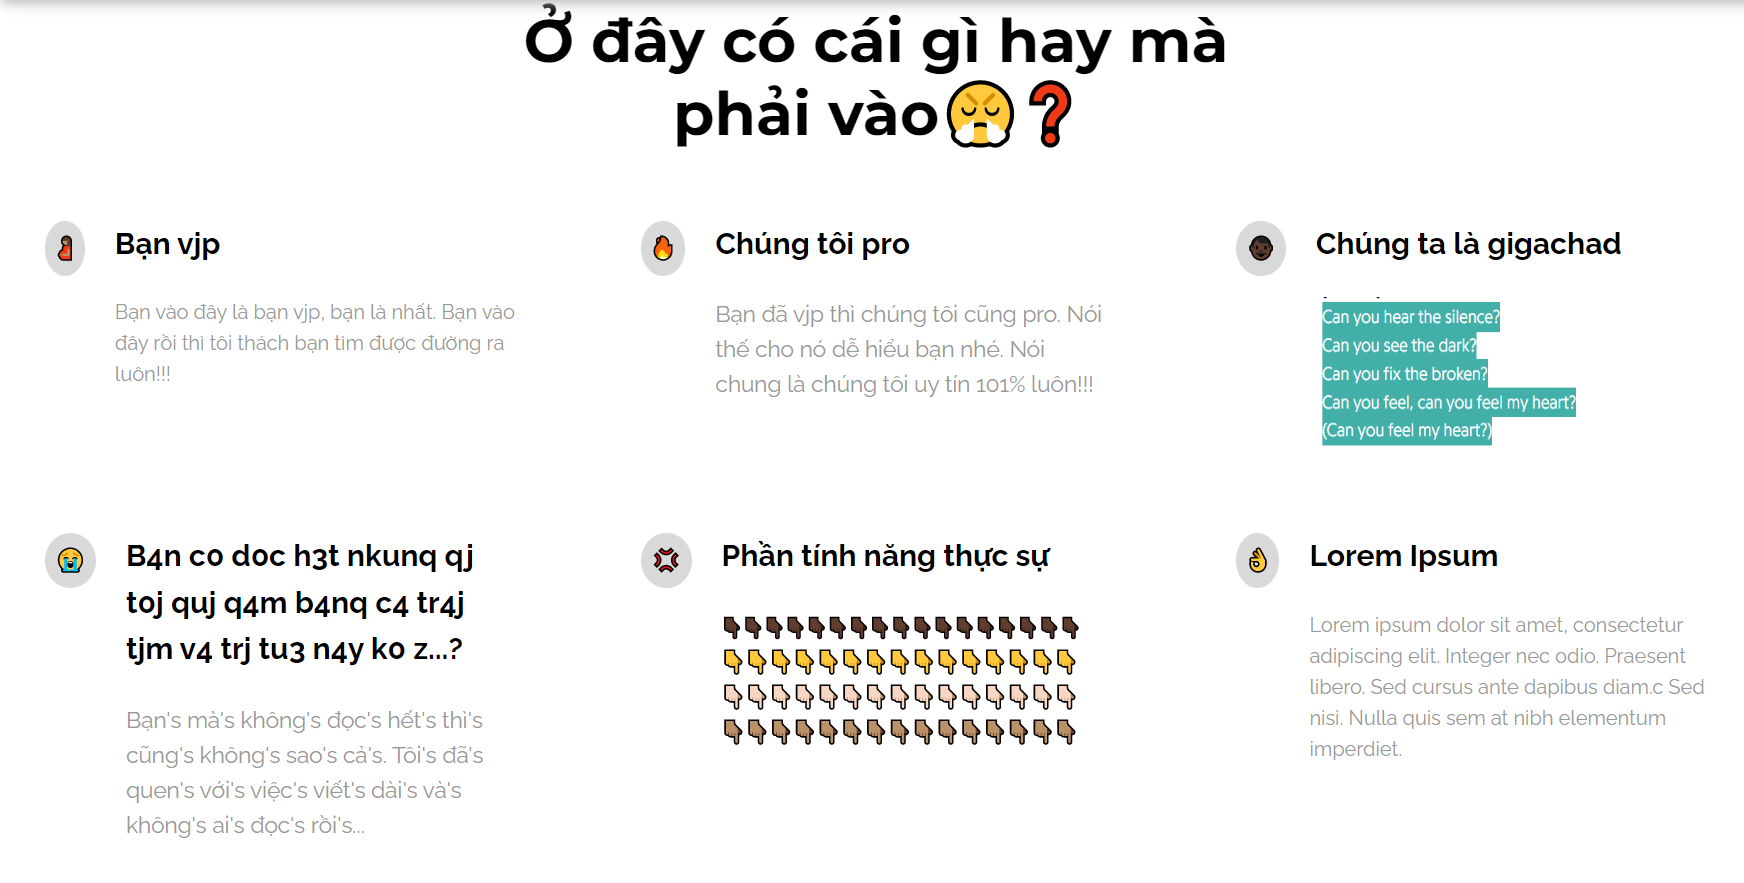 Ở đây có cái gì hay mà
phải vào😤❓
Bạn vjp
Bạn vào đây là bạn vjp, bạn là nhất. Bạn vào
đây rồi thì tôi thách bạn tìm được đường ra
luôn!!!
Chúng tôi pro
Bạn đã vjp thì chúng tôi cũng pro. Nói
thế cho nó dễ hiểu bạn nhé. Nói
chung là chúng tôi uy tín 101% luôn!!!
Chúng ta là gigachad
Can you hear the silence?
Can you see the dark?
Can you fix the broken?
Can you feel, can you feel my heart?
(Can you feel my heart?)
B4n c0 d0c h3t nkunq qj
t0j quj q4m b4nq c4 tr4j
tjm v4 trj tu3 n4y k0 z...?
Bạn's mà's không's đọc's hết's thì's
cũng's không's sao's cả's. Tôi's đã's
quen's với's việc's viết's dài's và's
không's ai's đọc's rồi's...
Phần tính năng thực sự
Lorem Ipsum
Lorem ipsum dolor sit amet, consectetur
adipiscing elit. Integer nec odio. Praesent
libero. Sed cursus ante dapibus diam.c Sed
nisi. Nulla quis sem at nibh elementum
imperdiet.